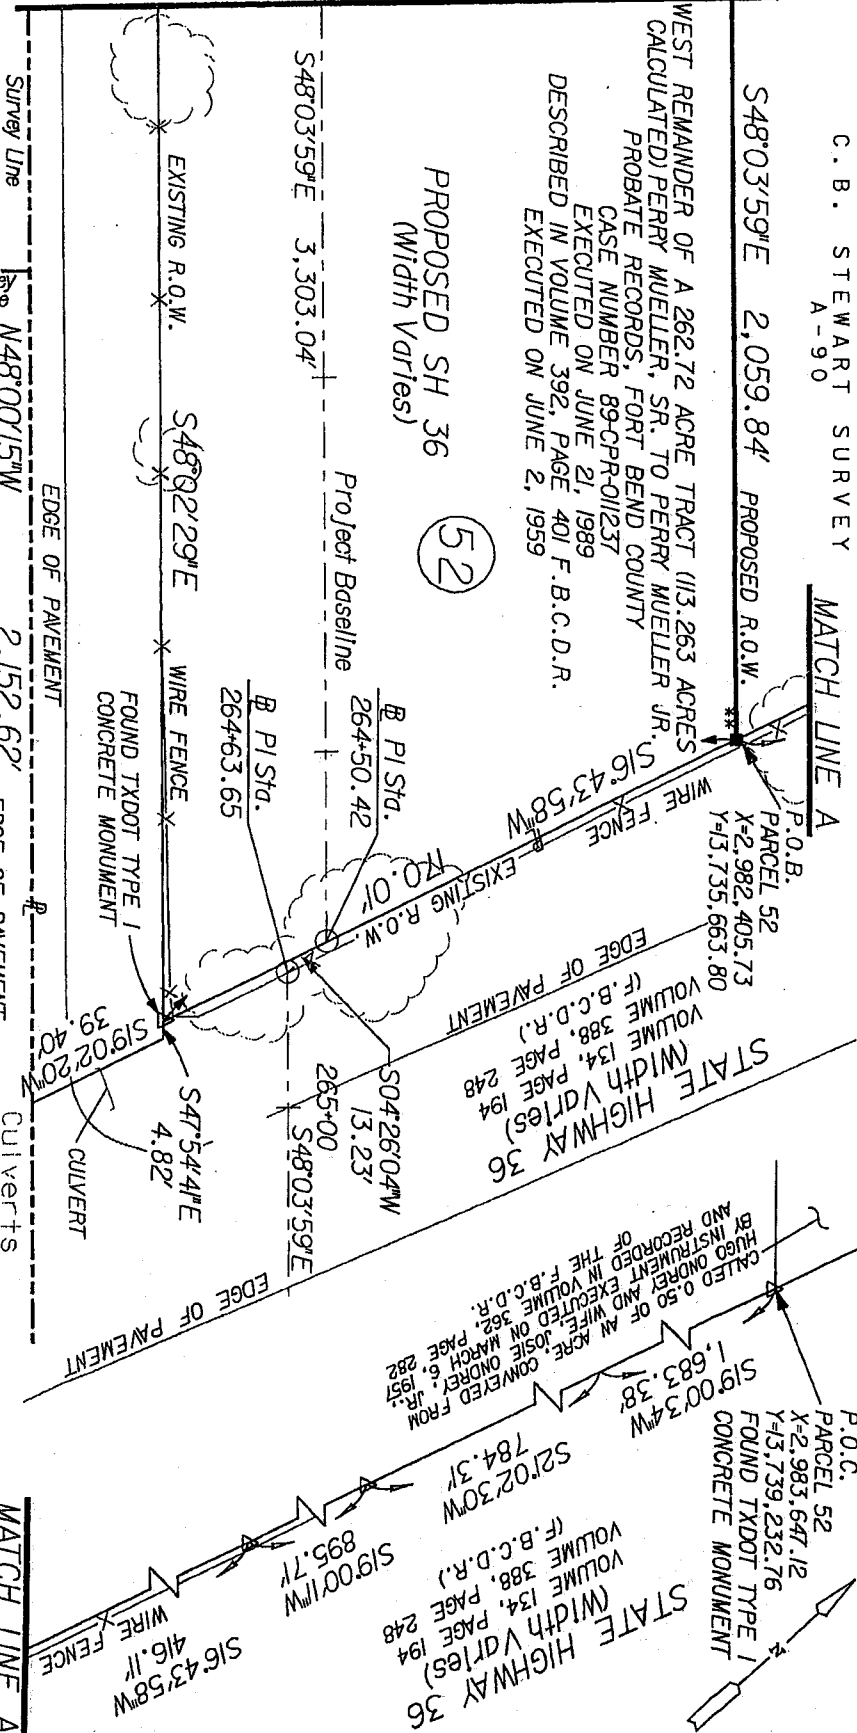 C. B. STEWART SURVEY
A-90
MATCH LINE A
S48°03'59"E 2,059.84' PROPOSED R.O.W.
**
P.O.B.
PARCEL 52
X=2,982,405.73
Y=13,735,663.80
WEST REMAINDER OF A 262.72 ACRE TRACT (113.263 ACRES
CALCULATED) PERRY MUELLER, SR. TO PERRY MUELLER JR.
PROBATE RECORDS, FORT BEND COUNTY
CASE NUMBER 89-CPR-011237
EXECUTED ON JUNE 21, 1989
DESCRIBED IN VOLUME 392, PAGE 401 F.B.C.D.R.
EXECUTED ON JUNE 2, 1959
S16°43'58"W
170.01'
WIRE FENCE
EXISTING R.O.W.
PROPOSED SH 36
(Width Varies)
52
S48°03'59"E 3,303.04'
Project Baseline
PI Sta.
264+50.42
PI Sta.
264+63.65
S04°26'04"W
13.23'
265+00
S48°03'59"E
EXISTING R.O.W.
S48°02'29"E
WIRE FENCE
FOUND TXDOT TYPE I
CONCRETE MONUMENT
S47°54'41"E
4.82'
S19°02'20"W
39.40'
CULVERT
EDGE OF PAVEMENT
Survey Line
N48°00'15"W 2,152.62'
EDGE OF PAVEMENT
Culverts
EDGE OF PAVEMENT
STATE HIGHWAY 36
(Width Varies)
VOLUME 134, PAGE 194
VOLUME 388, PAGE 248
(F.B.C.D.R.)
EDGE OF PAVEMENT
CALLED 0.50 OF AN ACRE, CONVEYED FROM
HUGO ONDREY AND WIFE, JOSIE ONDREY, JR.,
BY INSTRUMENT EXECUTED ON MARCH 6, 1957
AND RECORDED IN VOLUME 362, PAGE 282
OF THE F.B.C.D.R.
P.O.C.
PARCEL 52
X=2,983,647.12
Y=13,739,232.76
FOUND TXDOT TYPE I
CONCRETE MONUMENT
S19°00'34"W
1,683.38'
S21°02'30"W
784.31'
S19°00'11"W
895.71'
S16°43'58"W
416.11'
WIRE FENCE
STATE HIGHWAY 36
(Width Varies)
VOLUME 134, PAGE 194
VOLUME 388, PAGE 248
(F.B.C.D.R.)
N
MATCH LINE A